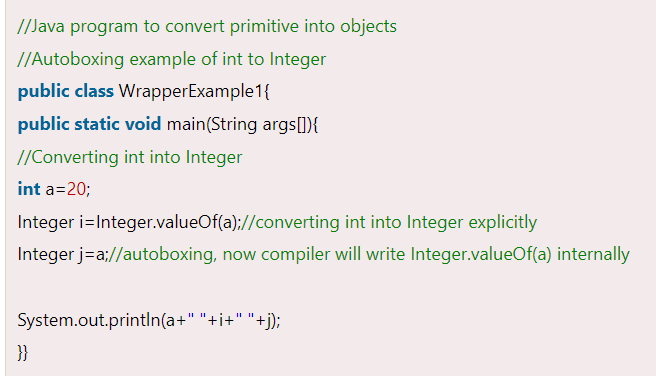 //Java program to convert primitive into objects
//Autoboxing example of int to Integer
public class WrapperExample1{
public static void main(String args[]){
//Converting int into Integer
int a=20;
Integer i=Integer.valueOf(a);//converting int into Integer explicitly
Integer j=a;//autoboxing, now compiler will write Integer.valueOf(a) internally
System.out.println(a+" "+i+" "+j);
}}